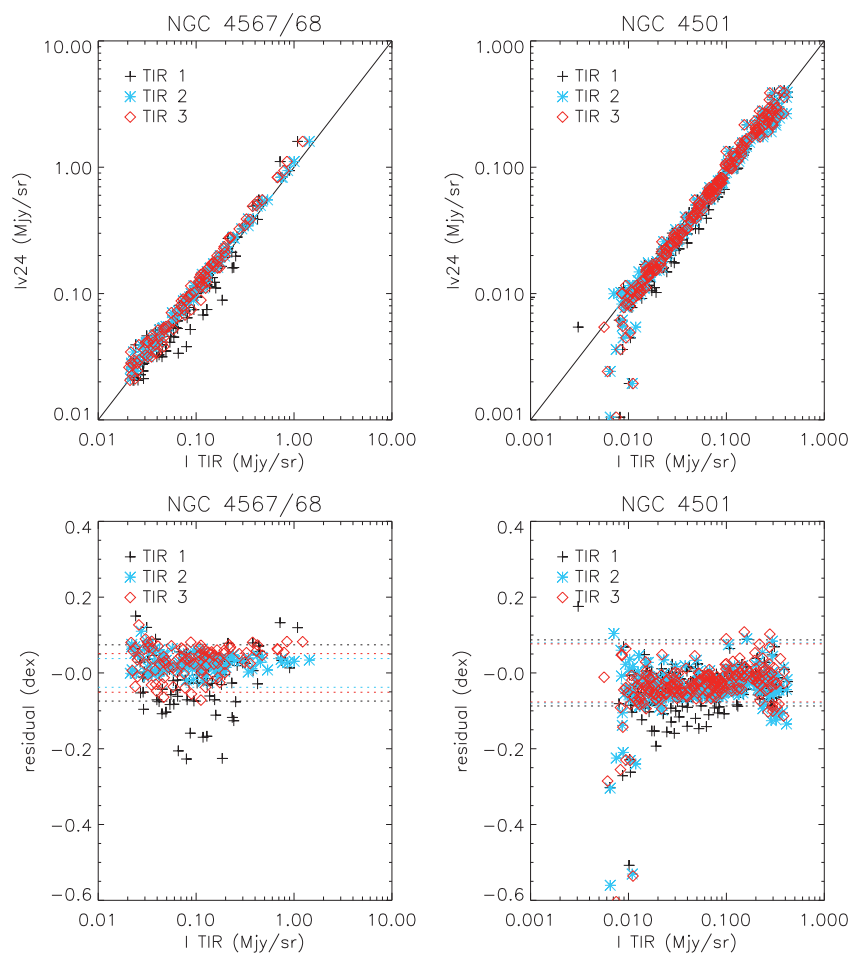 NGC 4567/68
10.00
1.00
0.10
0.01
Iv24 (Mjy/sr)
TIR 1
TIR 2
TIR 3
0.01 0.10 1.00 10.00
I TIR (Mjy/sr)
NGC 4501
1.000
0.100
0.010
0.001
Iv24 (Mjy/sr)
TIR 1
TIR 2
TIR 3
0.001 0.010 0.100 1.000
I TIR (Mjy/sr)
NGC 4567/68
0.4
0.2
-0.0
-0.2
-0.4
-0.6
residual (dex)
TIR 1
TIR 2
TIR 3
0.01 0.10 1.00 10.00
I TIR (Mjy/sr)
NGC 4501
0.4
0.2
-0.0
-0.2
-0.4
-0.6
residual (dex)
TIR 1
TIR 2
TIR 3
0.001 0.010 0.100 1.000
I TIR (Mjy/sr)